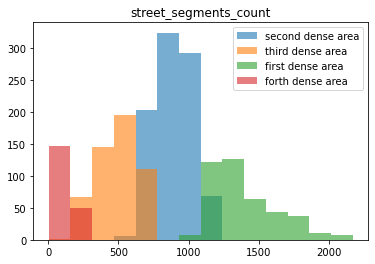 street_segments_count
second dense area
third dense area
first dense area
forth dense area
300
250
200
150
100
50
0
0 500 1000 1500 2000